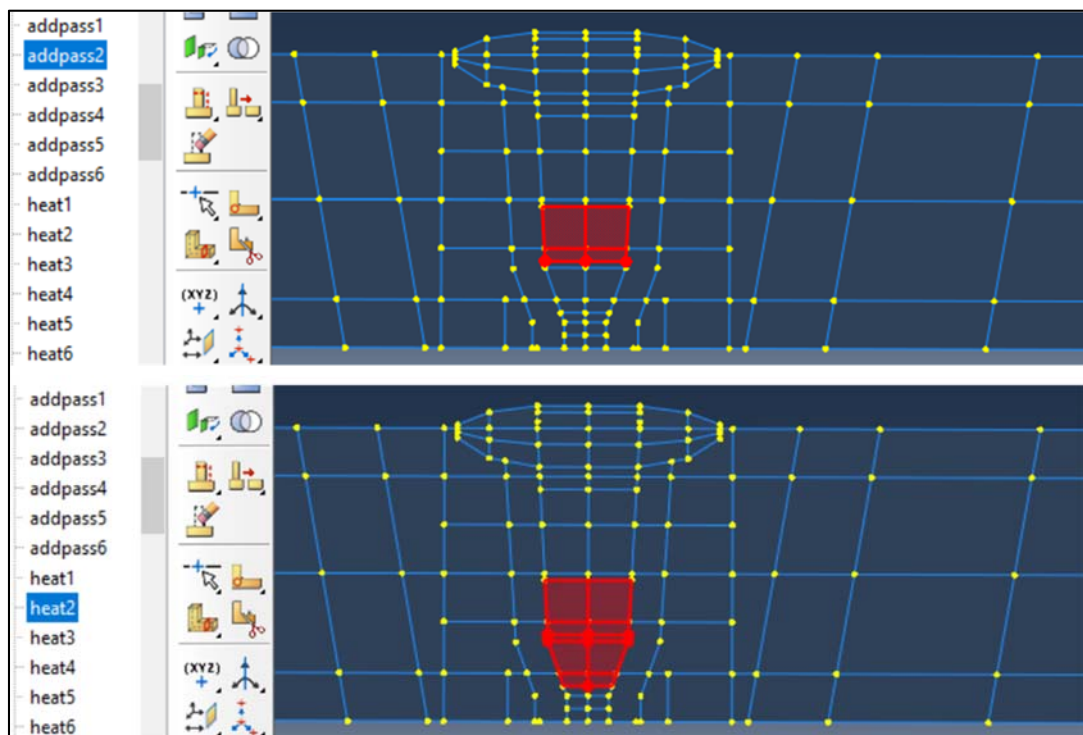 addpass1
addpass2
addpass3
addpass4
addpass5
addpass6
heat1
heat2
heat3
heat4
heat5
heat6
(XYZ)
addpass1
addpass2
addpass3
addpass4
addpass5
addpass6
heat1
heat2
heat3
heat4
heat5
heat6
(XYZ)